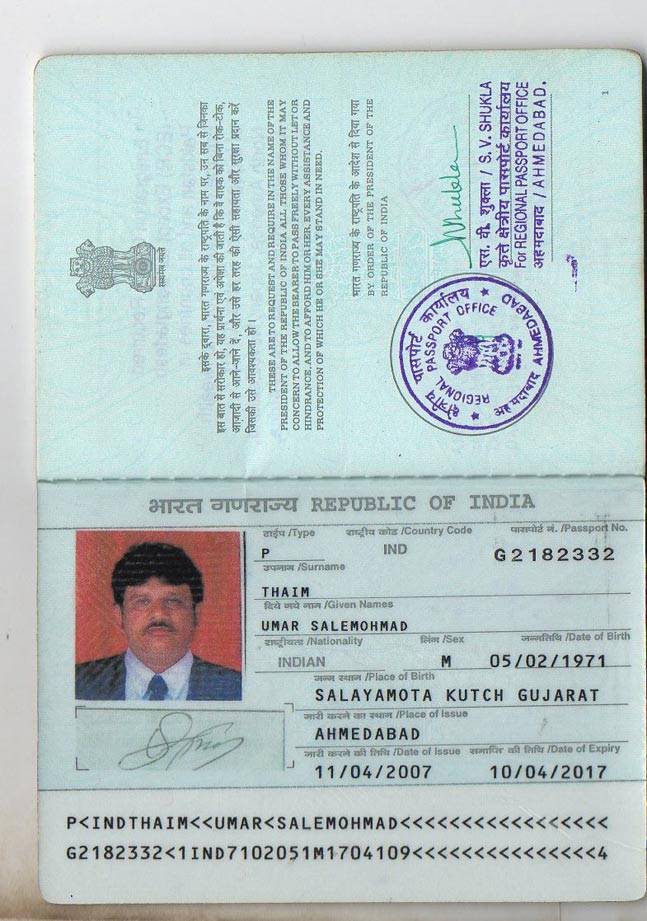 सत्यमेव जयते
इसके द्वारा, भारत गणराज्य के राष्ट्रपति के नाम पर, उन सब से जिनका
इस बात से सरोकार हो, यह प्रार्थना एवं अपेक्षा की जाती है कि वे वाहक को बिना रोक-टोक,
आज़ादी से आने-जाने दें, और उसे हर तरह की ऐसी सहायता और सुरक्षा प्रदान करें
जिसकी उसे आवश्यकता हो।
THESE ARE TO REQUEST AND REQUIRE IN THE NAME OF THE
PRESIDENT OF THE REPUBLIC OF INDIA ALL THOSE WHOM IT MAY
CONCERN TO ALLOW THE BEARER TO PASS FREELY WITHOUT LET OR
HINDRANCE, AND TO AFFORD HIM OR HER, EVERY ASSISTANCE AND
PROTECTION OF WHICH HE OR SHE MAY STAND IN NEED.
भारत गणराज्य के राष्ट्रपति के आदेश से दिया गया
BY ORDER OF THE PRESIDENT OF THE
REPUBLIC OF INDIA
एस. वी. शुक्ला / S. V. SHUKLA
कृते क्षेत्रीय पासपोर्ट कार्यालय
For REGIONAL PASSPORT OFFICE
अहमदाबाद / AHMEDABAD.
क्षेत्रीय पासपोर्ट कार्यालय
REGIONAL PASSPORT OFFICE
अहमदाबाद AHMEDABAD
1
भारत गणराज्य REPUBLIC OF INDIA
टाईप /Type राष्ट्रीय कोड /Country Code पासपोर्ट नं. /Passport No.
P IND G2182332
उपनाम /Surname
THAIM
दिये गये नाम /Given Names
UMAR SALEMOHMAD
राष्ट्रीयता /Nationality लिंग /Sex जन्मतिथि /Date of Birth
INDIAN M 05/02/1971
जन्म स्थान /Place of Birth
SALAYAMOTA KUTCH GUJARAT
जारी करने का स्थान /Place of Issue
AHMEDABAD
जारी करने की तिथि /Date of Issue समाप्ति की तिथि /Date of Expiry
11/04/2007 10/04/2017
P<INDTHAIM<<UMAR<SALEMOHMAD<<<<<<<<<<<<<<<<<
G2182332<1IND7102051M1704109<<<<<<<<<<<<<<<4